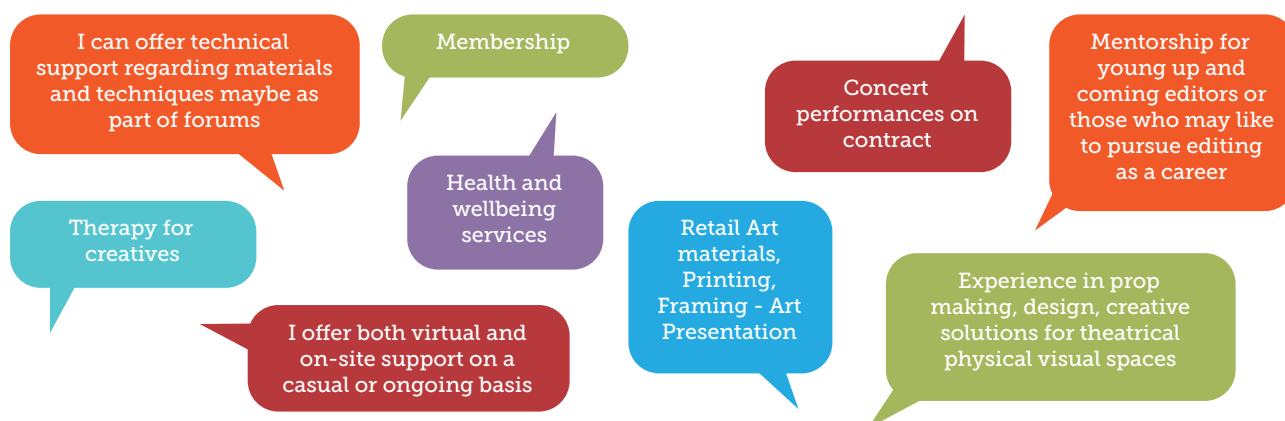 I can offer technical
support regarding materials
and techniques maybe as
part of forums
Membership
Concert
performances on
contract
Mentorship for
young up and
coming editors or
those who may like
to pursue editing
as a career
Health and
wellbeing
services
Therapy for
creatives
Retail Art
materials,
Printing,
Framing - Art
Presentation
Experience in prop
making, design, creative
solutions for theatrical
physical visual spaces
I offer both virtual and
on-site support on a
casual or ongoing basis